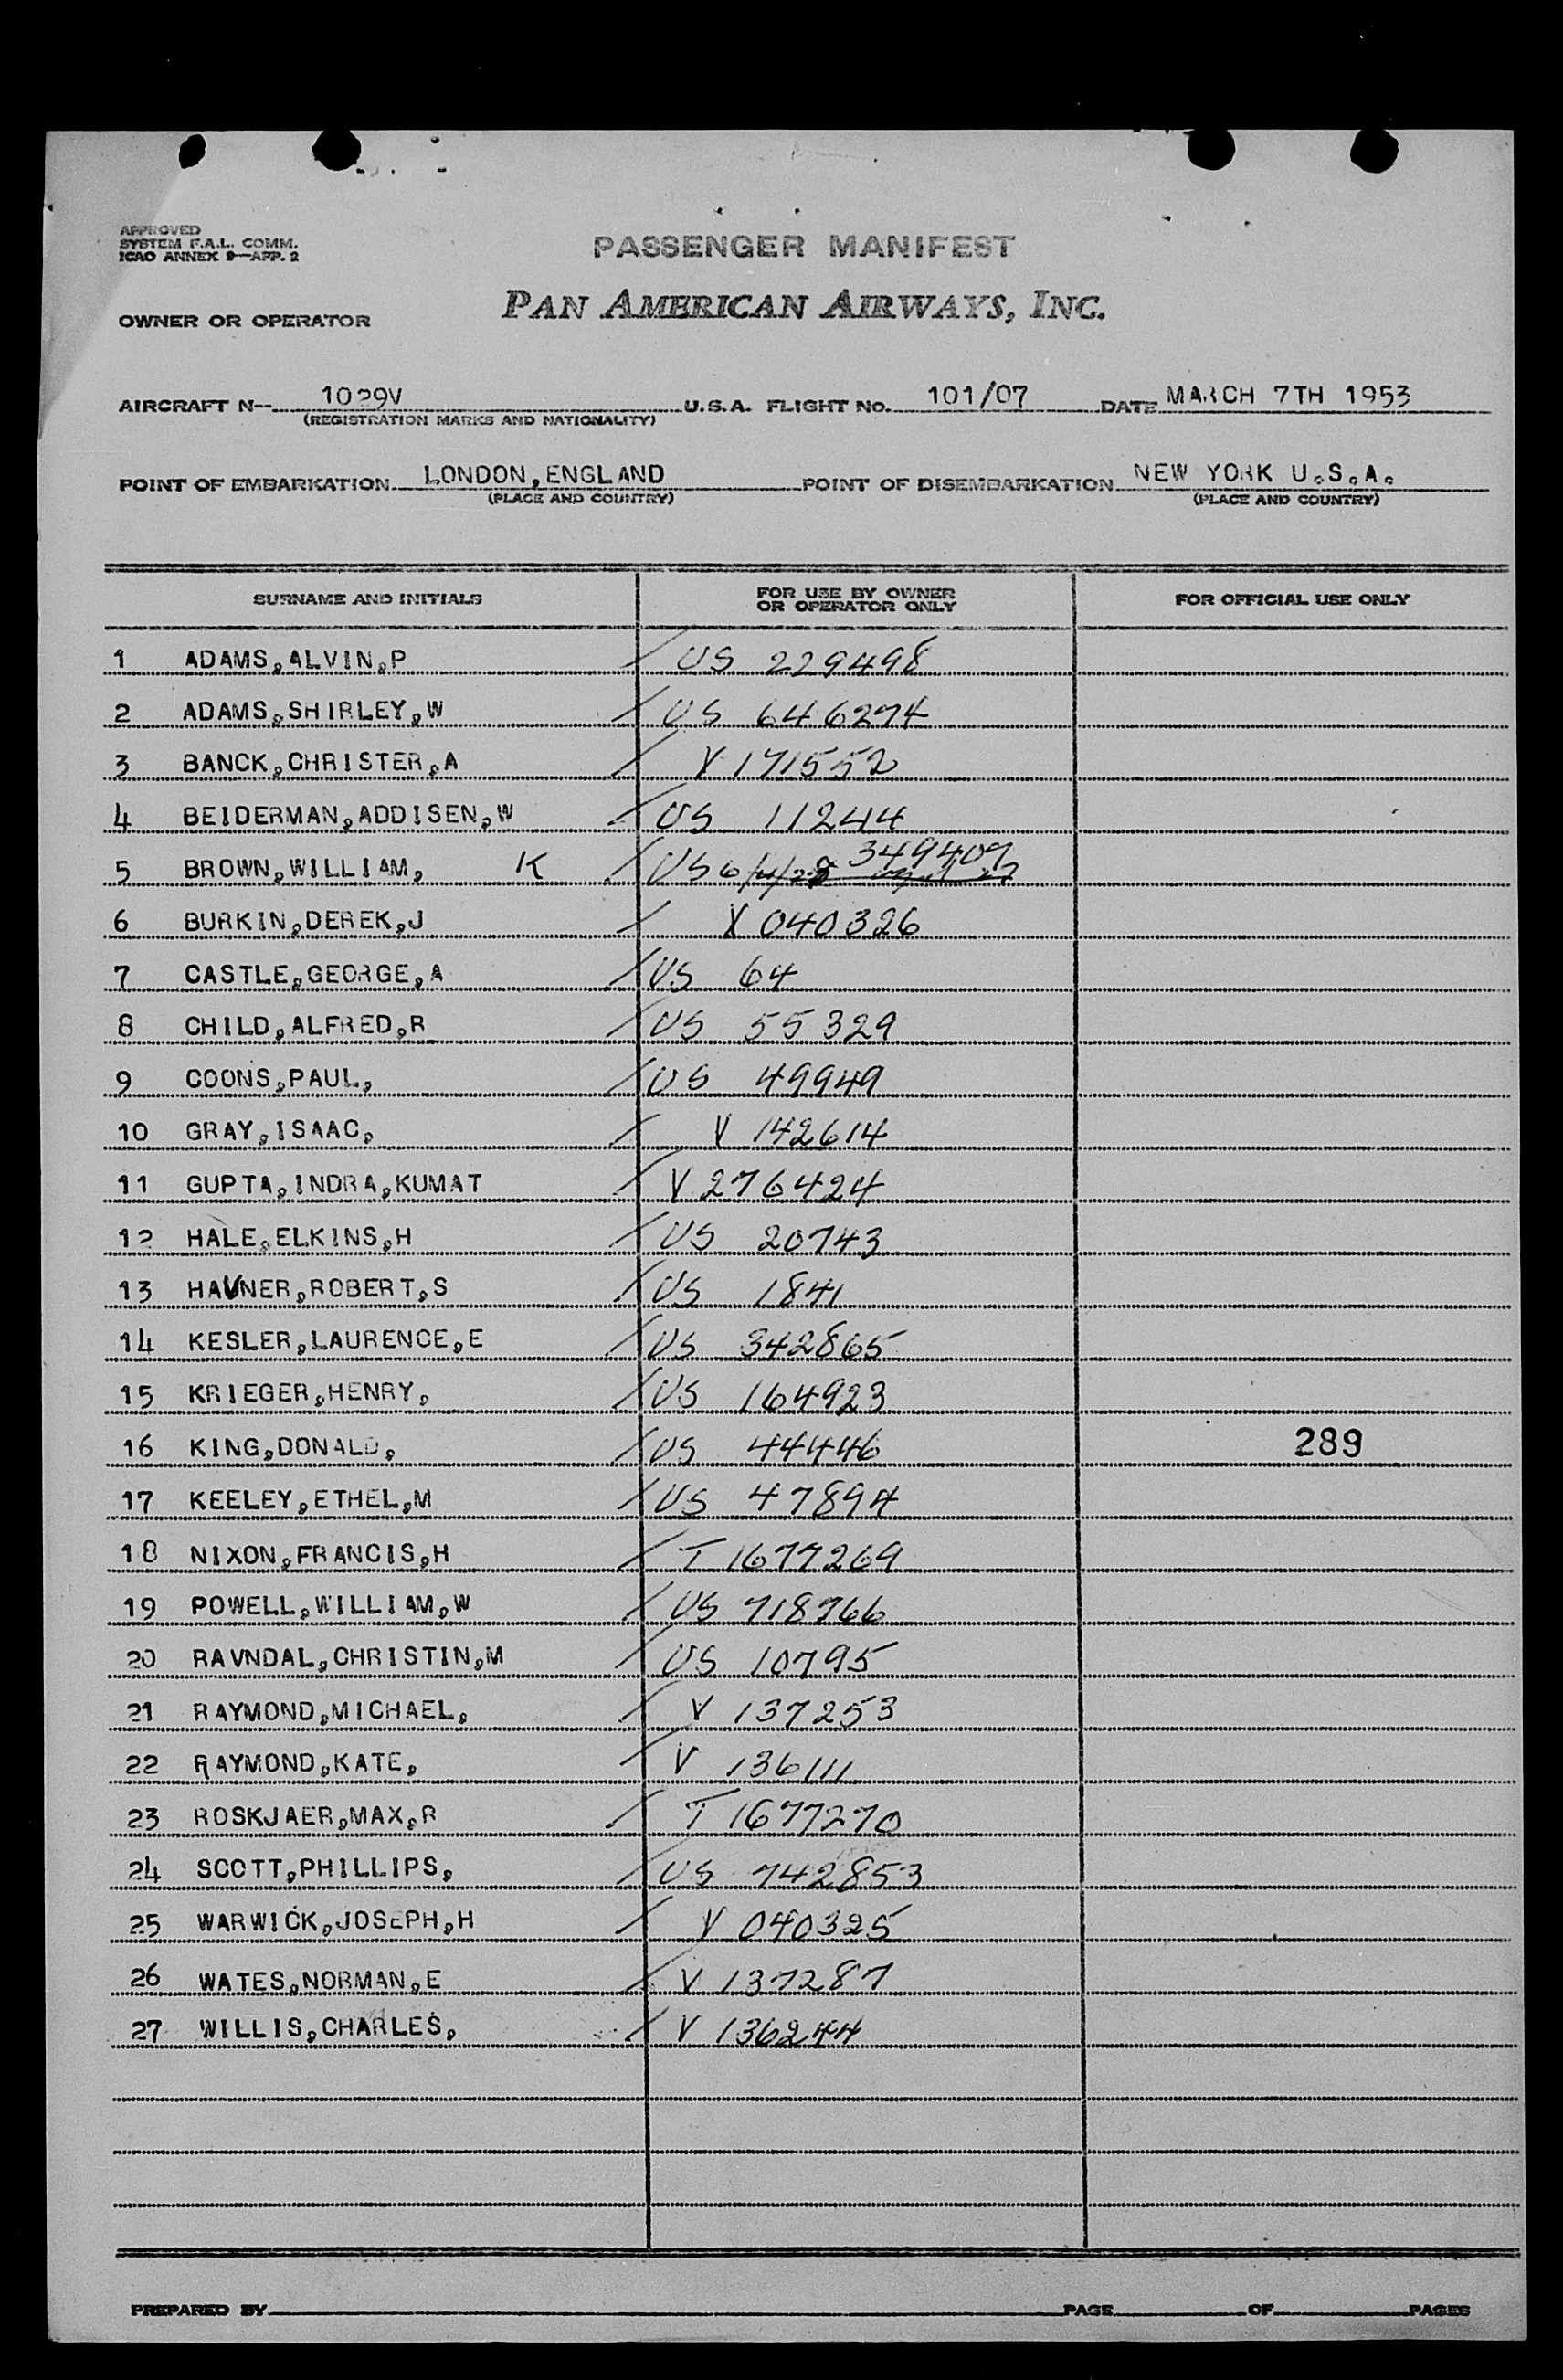 APPROVED
SYSTEM F.A.L. COMM.
ICAO ANNEX 9—APP. 2
PASSENGER MANIFEST
OWNER OR OPERATOR PAN AMERICAN AIRWAYS, INC.
AIRCRAFT N— 1029V U.S.A. FLIGHT No. 101/07 DATE MARCH 7TH 1953
(REGISTRATION MARKS AND NATIONALITY)
POINT OF EMBARKATION LONDON,ENGLAND POINT OF DISEMBARKATION NEW YORK U.S.A.
(PLACE AND COUNTRY) (PLACE AND COUNTRY)
SURNAME AND INITIALS FOR USE BY OWNER OR OPERATOR ONLY FOR OFFICIAL USE ONLY
1 ADAMS,ALVIN,P / US 229498
2 ADAMS,SHIRLEY,W / US 646274
3 BANCK,CHRISTER,A / V 171552
4 BEIDERMAN,ADDISEN,W / US 11244
5 BROWN,WILLIAM, K / US 349409
6 BURKIN,DEREK,J / V 040326
7 CASTLE,GEORGE,A / US 64
8 CHILD,ALFRED,R / US 55329
9 COONS,PAUL, / US 49949
10 GRAY,ISAAC, / V 142614
11 GUPTA,INDRA,KUMAT / V 276424
12 HALE,ELKINS,H / US 20743
13 HAVNER,ROBERT,S / US 1841
14 KESLER,LAURENCE,E / US 342865
15 KRIEGER,HENRY, / US 164923
16 KING,DONALD, / US 44446 289
17 KEELEY,ETHEL,M / US 47894
18 NIXON,FRANCIS,H / T 1677269
19 POWELL,WILLIAM,W / US 718766
20 RAVNDAL,CHRISTIN,M / US 10795
21 RAYMOND,MICHAEL, / V 137253
22 RAYMOND,KATE, / V 136111
23 ROSKJAER,MAX,R / T 1677270
24 SCOTT,PHILLIPS, / US 742853
25 WARWICK,JOSEPH,H / V 040325
26 WATES,NORMAN,E / V 137287
27 WILLIS,CHARLES, / V 136244
PREPARED BY PAGE OF PAGES